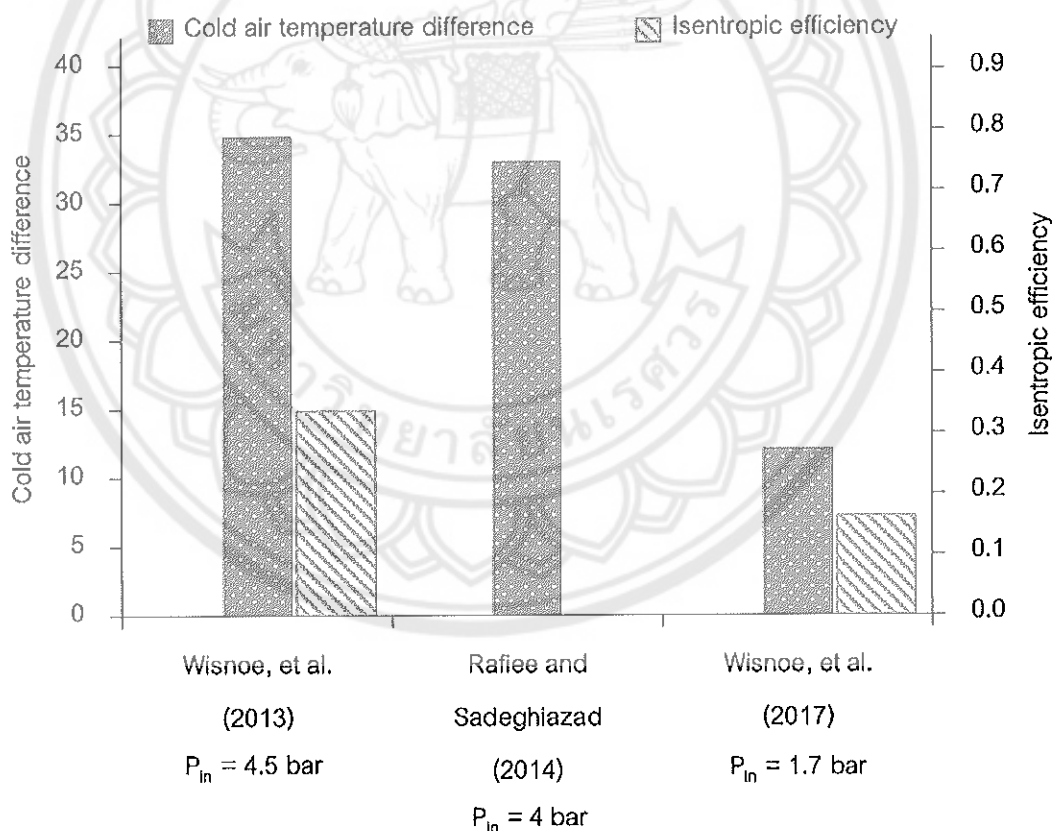 Cold air temperature difference
Isentropic efficiency
Cold air temperature difference
40
35
30
25
20
15
10
5
0
0.9
0.8
0.7
0.6
0.5
0.4
0.3
0.2
0.1
0.0
Isentropic efficiency
Wisnoe, et al.
(2013)
P_in = 4.5 bar
Rafiee and
Sadeghiazad
(2014)
P_in = 4 bar
Wisnoe, et al.
(2017)
P_in = 1.7 bar